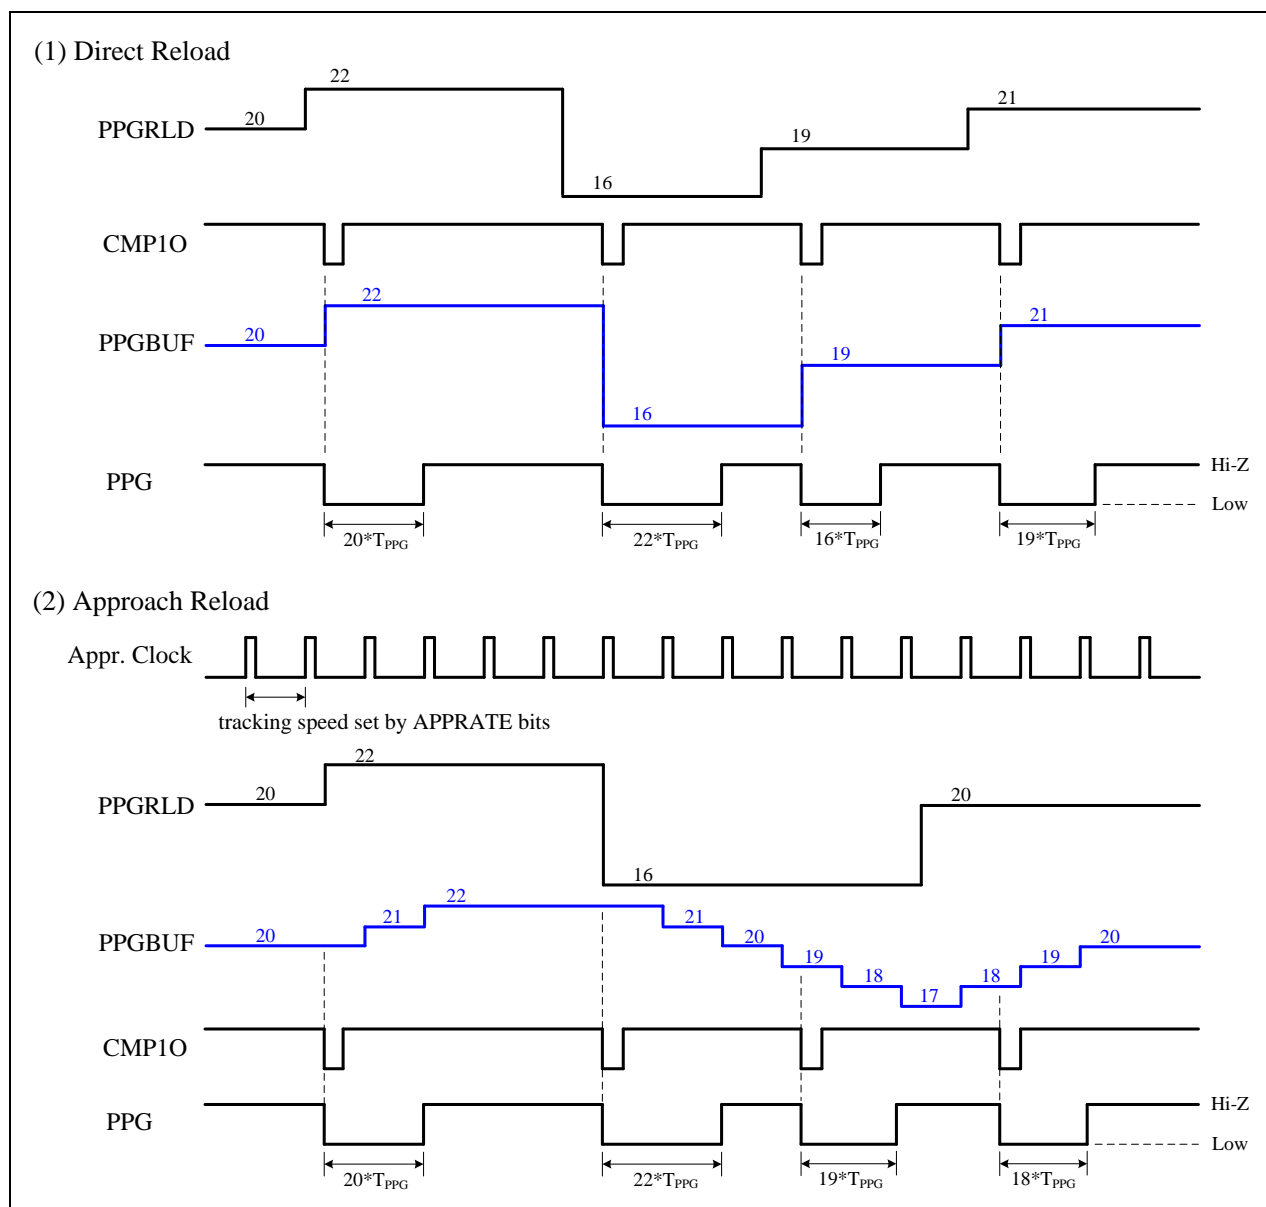 (1) Direct Reload
22
20
21
PPGRLD
19
16
CMP1O
22
20
21
PPGBUF
19
16
PPG
Hi-Z
Low
20*TPPG
22*TPPG
16*TPPG
19*TPPG
(2) Approach Reload
Appr. Clock
tracking speed set by APPRATE bits
22
20
20
PPGRLD
16
22
21
21
20
20
20
PPGBUF
19
19
18
18
17
CMP1O
PPG
Hi-Z
Low
20*TPPG
22*TPPG
19*TPPG
18*TPPG